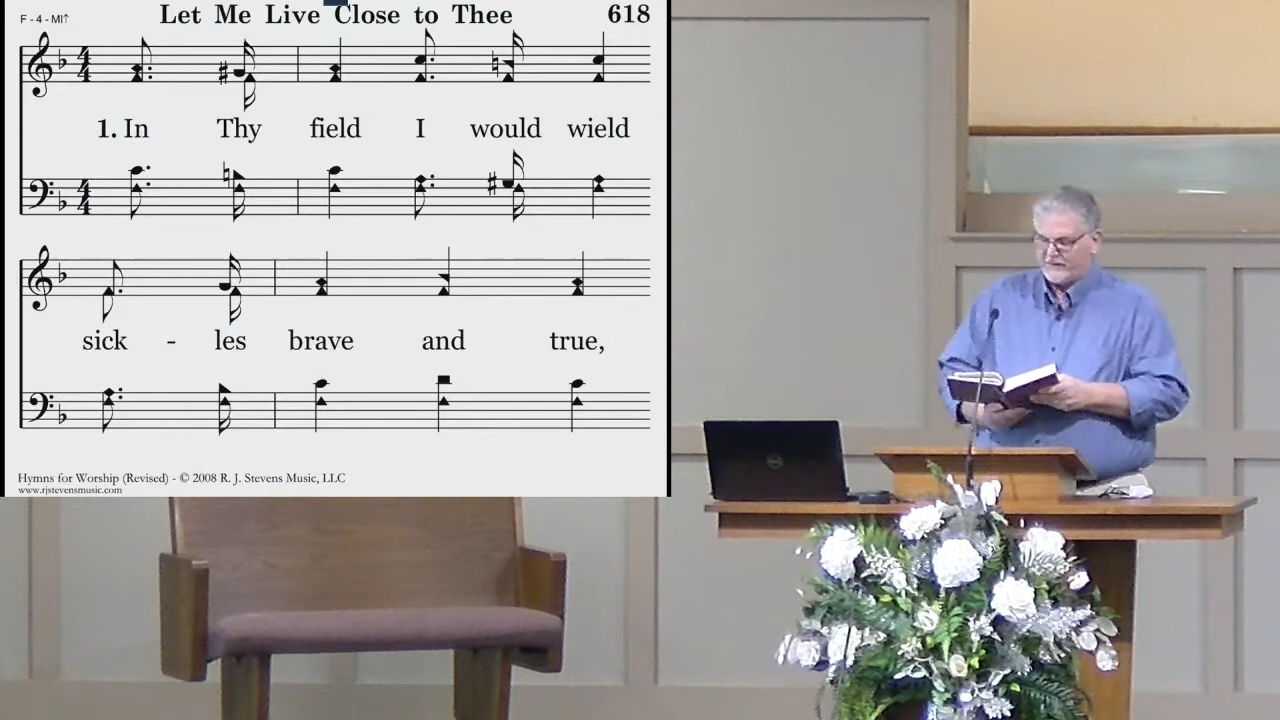 F - 4 - MI↑ Let Me Live Close to Thee 618
1. In Thy field I would wield
sick - les brave and true,
Hymns for Worship (Revised) - © 2008 R. J. Stevens Music, LLC
www.rjstevensmusic.com
DELL